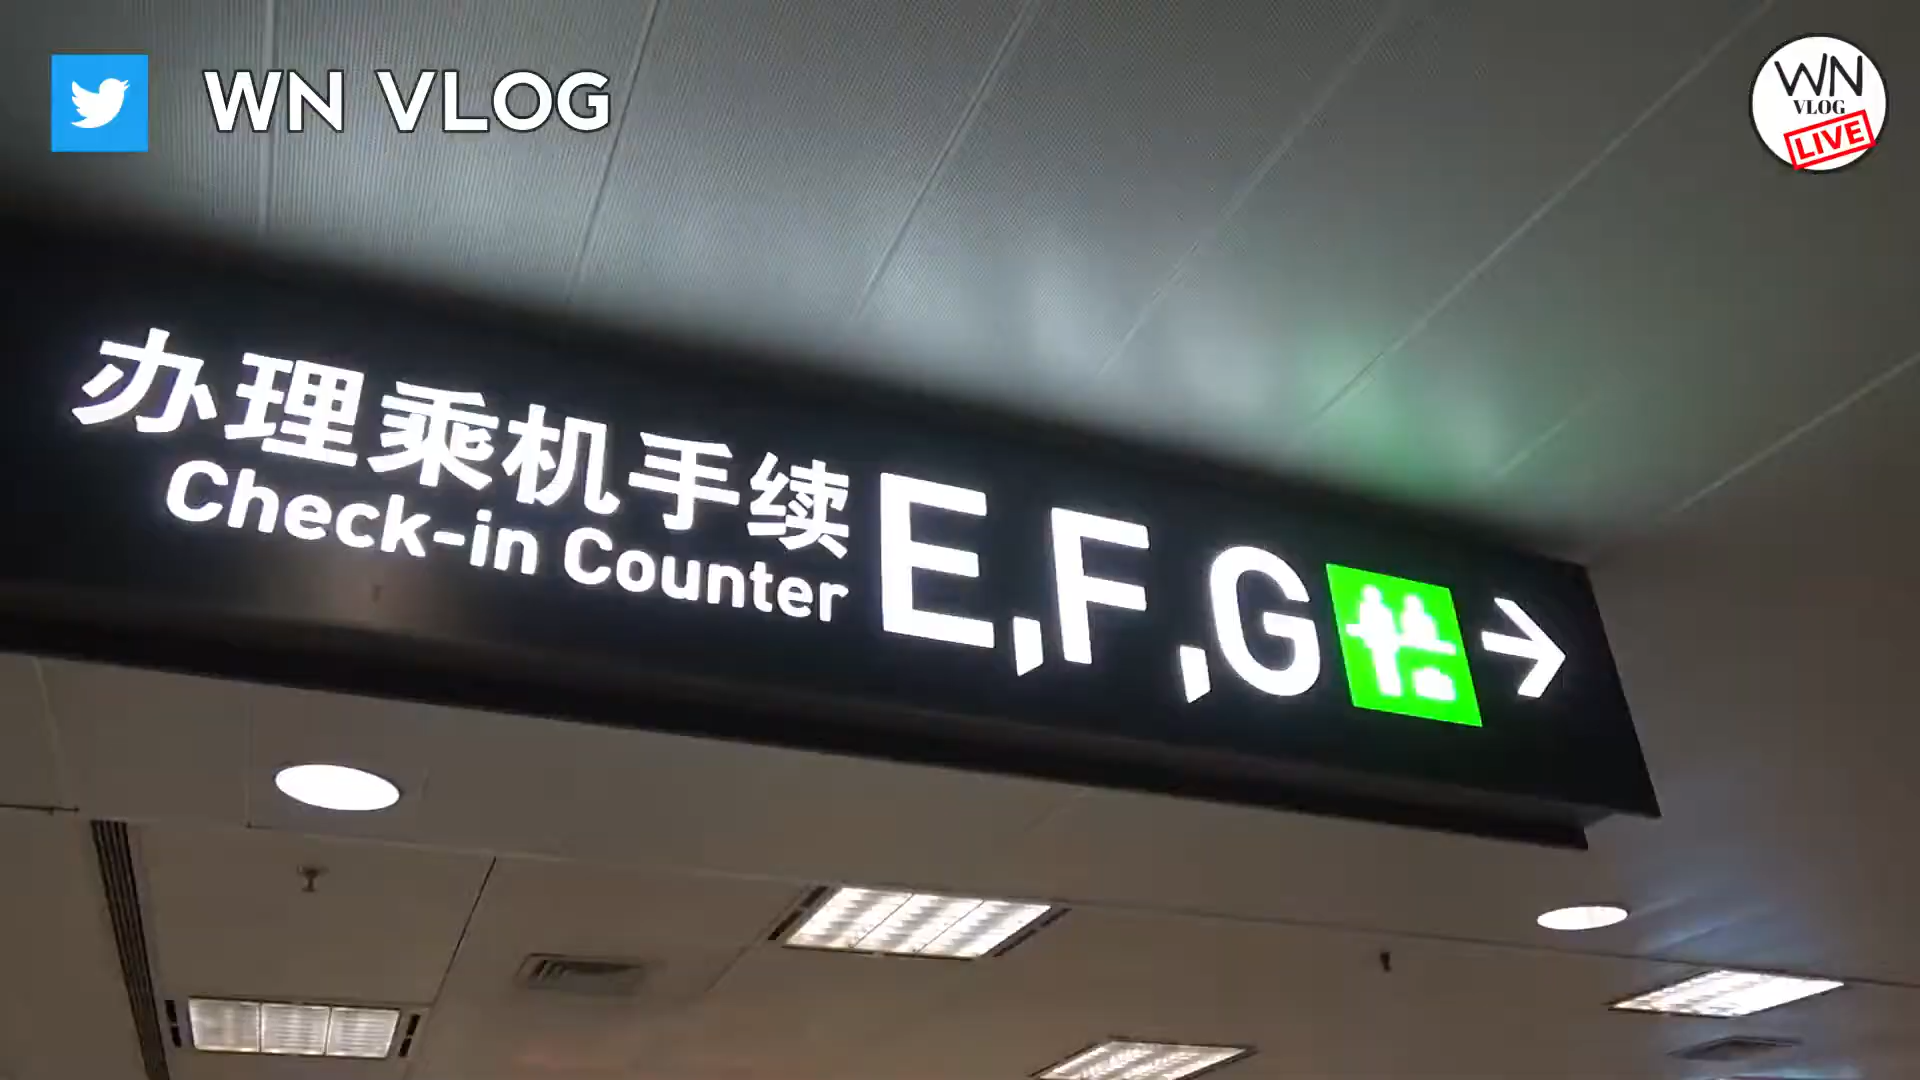 WN VLOG
WN
VLOG
LIVE
办理乘机手续
Check-in Counter
E,F,G